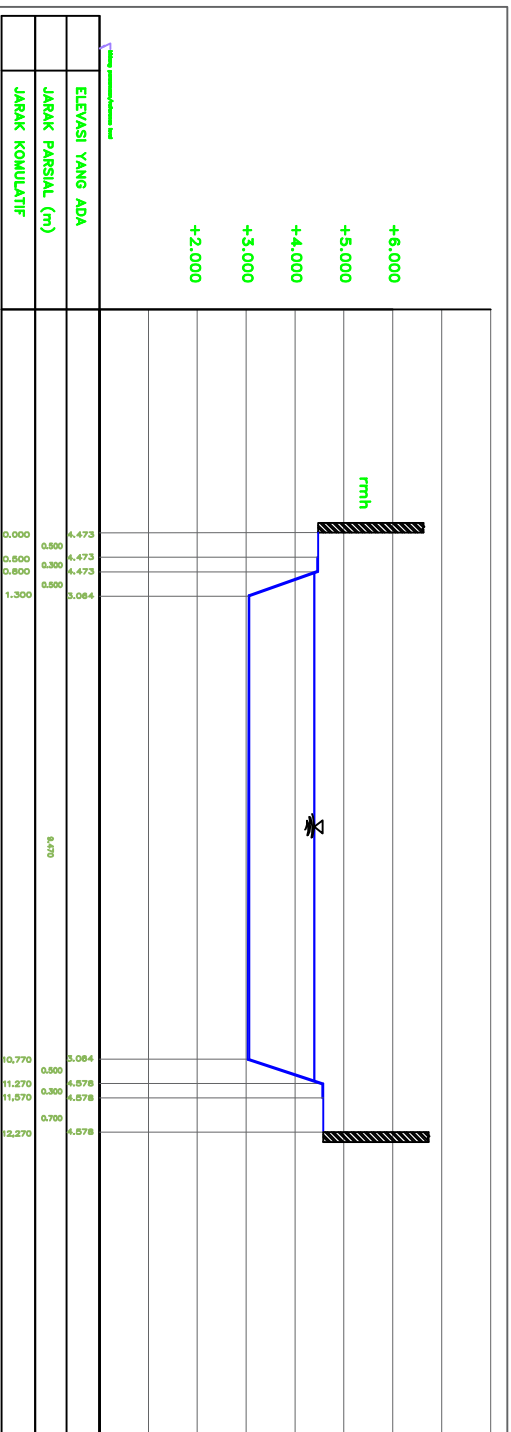 +6.000
+5.000
+4.000
+3.000
+2.000
rmh
ELEVASI YANG ADA
4.473 4.473 4.473 3.064 3.064 4.578 4.578 4.578
JARAK PARSIAL (m)
0.500 0.300 0.500 9.470 0.500 0.300 0.700
JARAK KOMULATIF
0.000 0.500 0.800 1.300 10,770 11.270 11,570 12,270